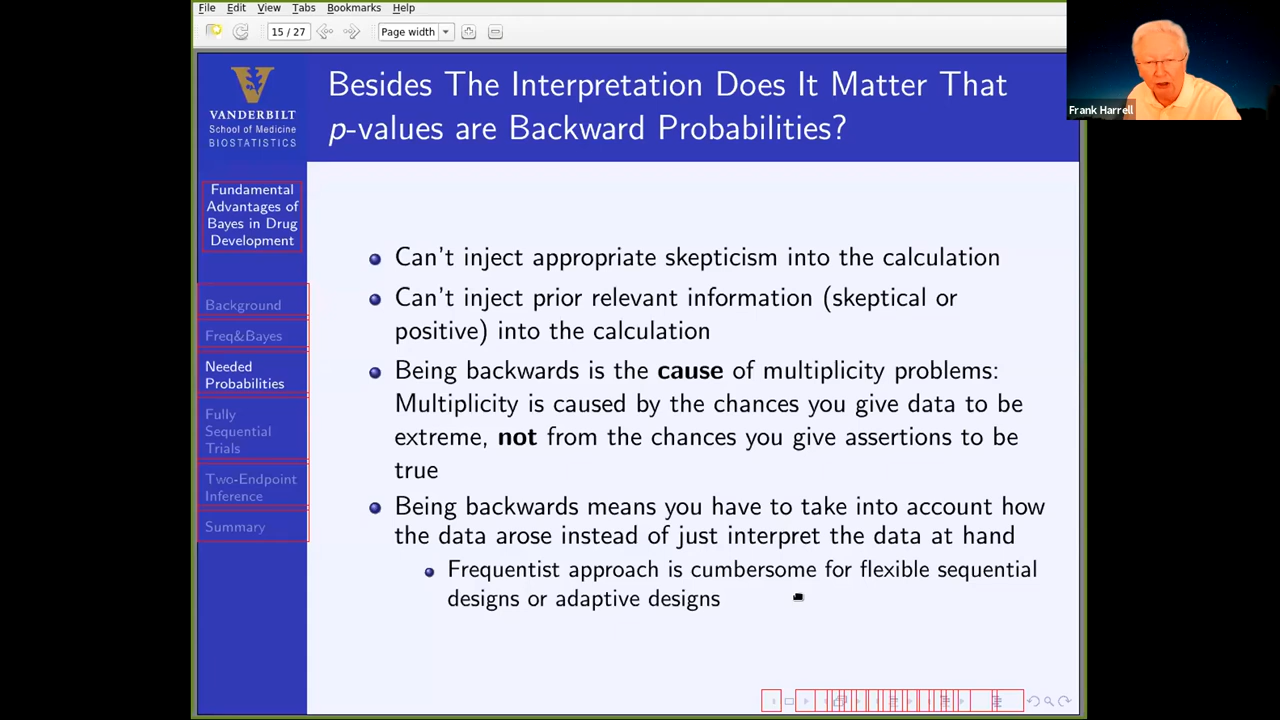 File Edit View Tabs Bookmarks Help
15 / 27 Page width
Frank Harrell
VANDERBILT
School of Medicine
BIOSTATISTICS
Besides The Interpretation Does It Matter That
p-values are Backward Probabilities?
Fundamental
Advantages of
Bayes in Drug
Development
Background
Freq&Bayes
Needed
Probabilities
Fully
Sequential
Trials
Two-Endpoint
Inference
Summary
Can't inject appropriate skepticism into the calculation
Can't inject prior relevant information (skeptical or
positive) into the calculation
Being backwards is the cause of multiplicity problems:
Multiplicity is caused by the chances you give data to be
extreme, not from the chances you give assertions to be
true
Being backwards means you have to take into account how
the data arose instead of just interpret the data at hand
Frequentist approach is cumbersome for flexible sequential
designs or adaptive designs